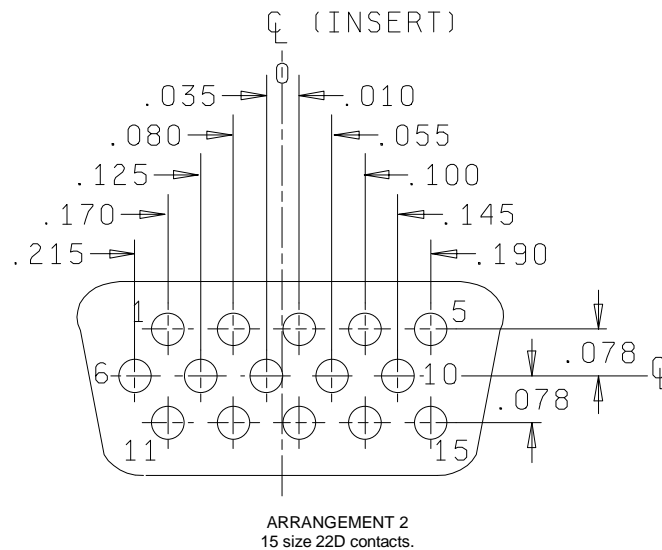 ℄ (INSERT)
0
.035 .010
.080 .055
.125 .100
.170 .145
.215 .190
1 5
.078
6 10 ℄
.078
11 15
ARRANGEMENT 2
15 size 22D contacts.